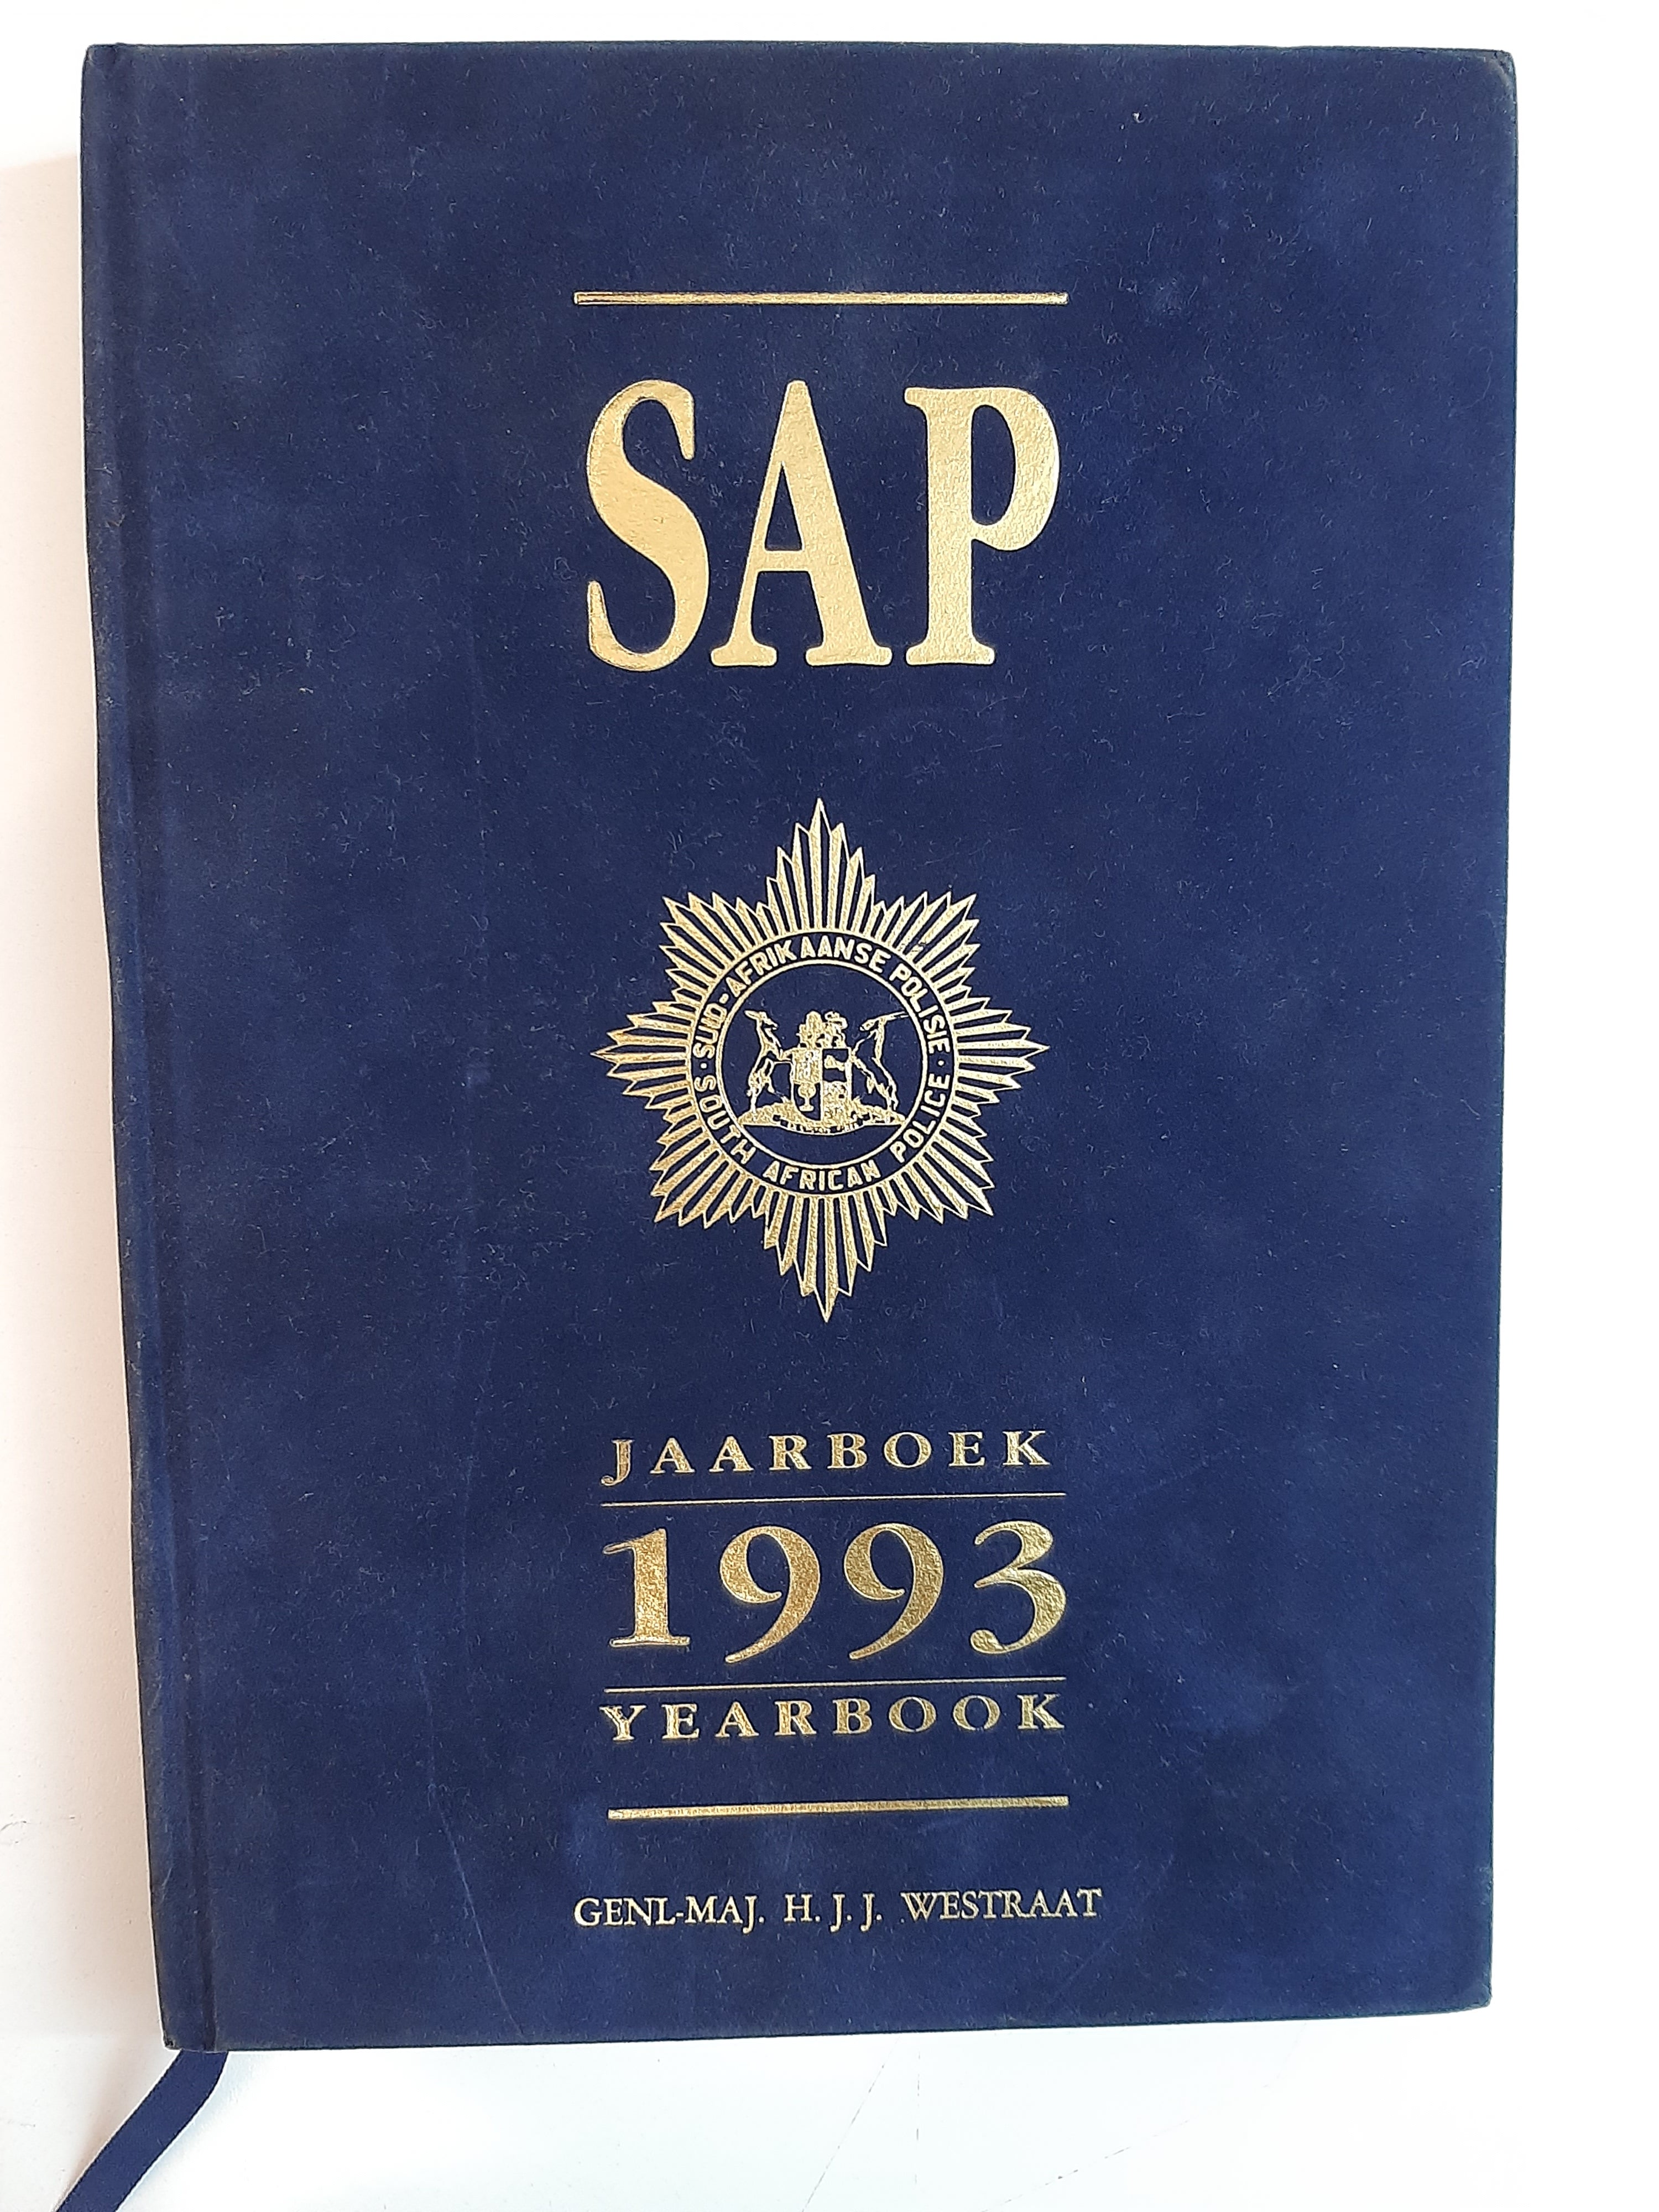 SAP
· SUID-AFRIKAANSE POLISIE ·
SOUTH AFRICAN POLICE
JAARBOEK
1993
YEARBOOK
GENL-MAJ. H. J. J. WESTRAAT